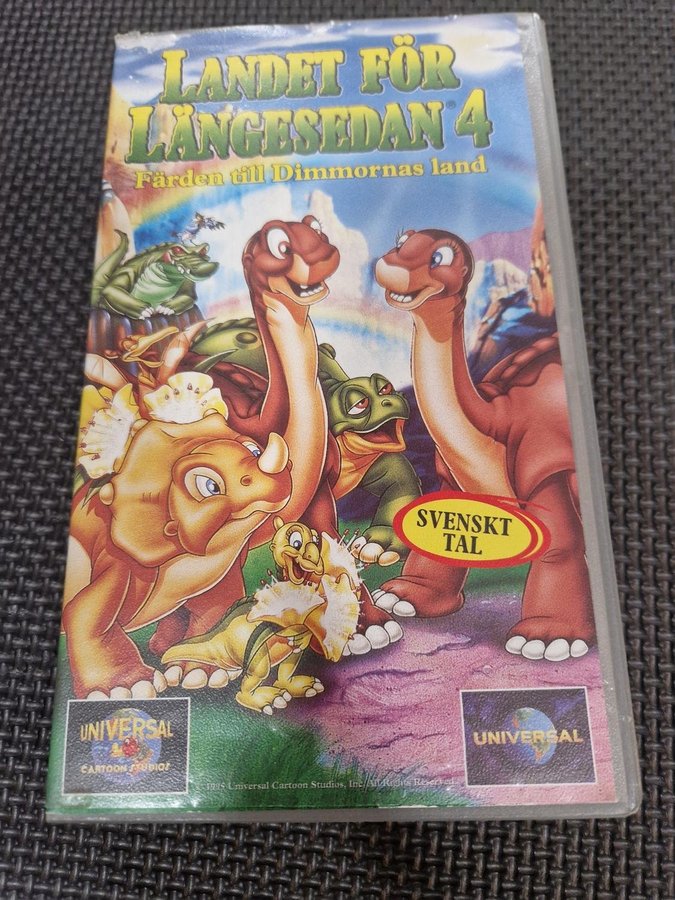 LANDET FÖR
LÄNGESEDAN® 4
Färden till Dimmornas land
SVENSKT
TAL
UNIVERSAL
CARTOON STUDIOS
UNIVERSAL
© 1995 Universal Cartoon Studios, Inc. All Rights Reserved.